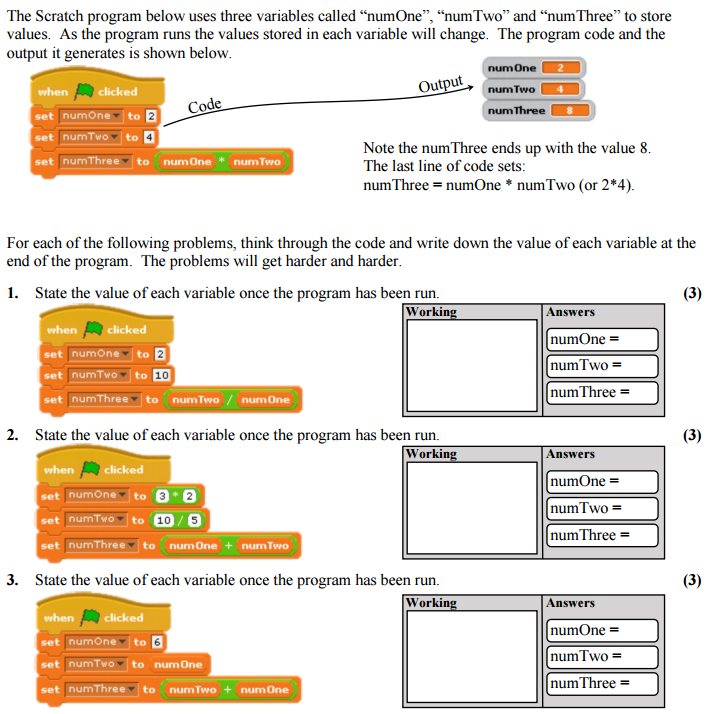 The Scratch program below uses three variables called “numOne”, “numTwo” and “numThree” to store
values. As the program runs the values stored in each variable will change. The program code and the
output it generates is shown below.
when clicked
set numOne to 2
set numTwo to 4
set numThree to numOne * numTwo
Code
Output
numOne 2
numTwo 4
numThree 8
Note the numThree ends up with the value 8.
The last line of code sets:
numThree = numOne * numTwo (or 2*4).
For each of the following problems, think through the code and write down the value of each variable at the
end of the program. The problems will get harder and harder.
1. State the value of each variable once the program has been run. (3)
when clicked
set numOne to 2
set numTwo to 10
set numThree to numTwo / numOne
Working
Answers
numOne =
numTwo =
numThree =
2. State the value of each variable once the program has been run. (3)
when clicked
set numOne to 3 * 2
set numTwo to 10 / 5
set numThree to numOne + numTwo
Working
Answers
numOne =
numTwo =
numThree =
3. State the value of each variable once the program has been run. (3)
when clicked
set numOne to 6
set numTwo to numOne
set numThree to numTwo + numOne
Working
Answers
numOne =
numTwo =
numThree =